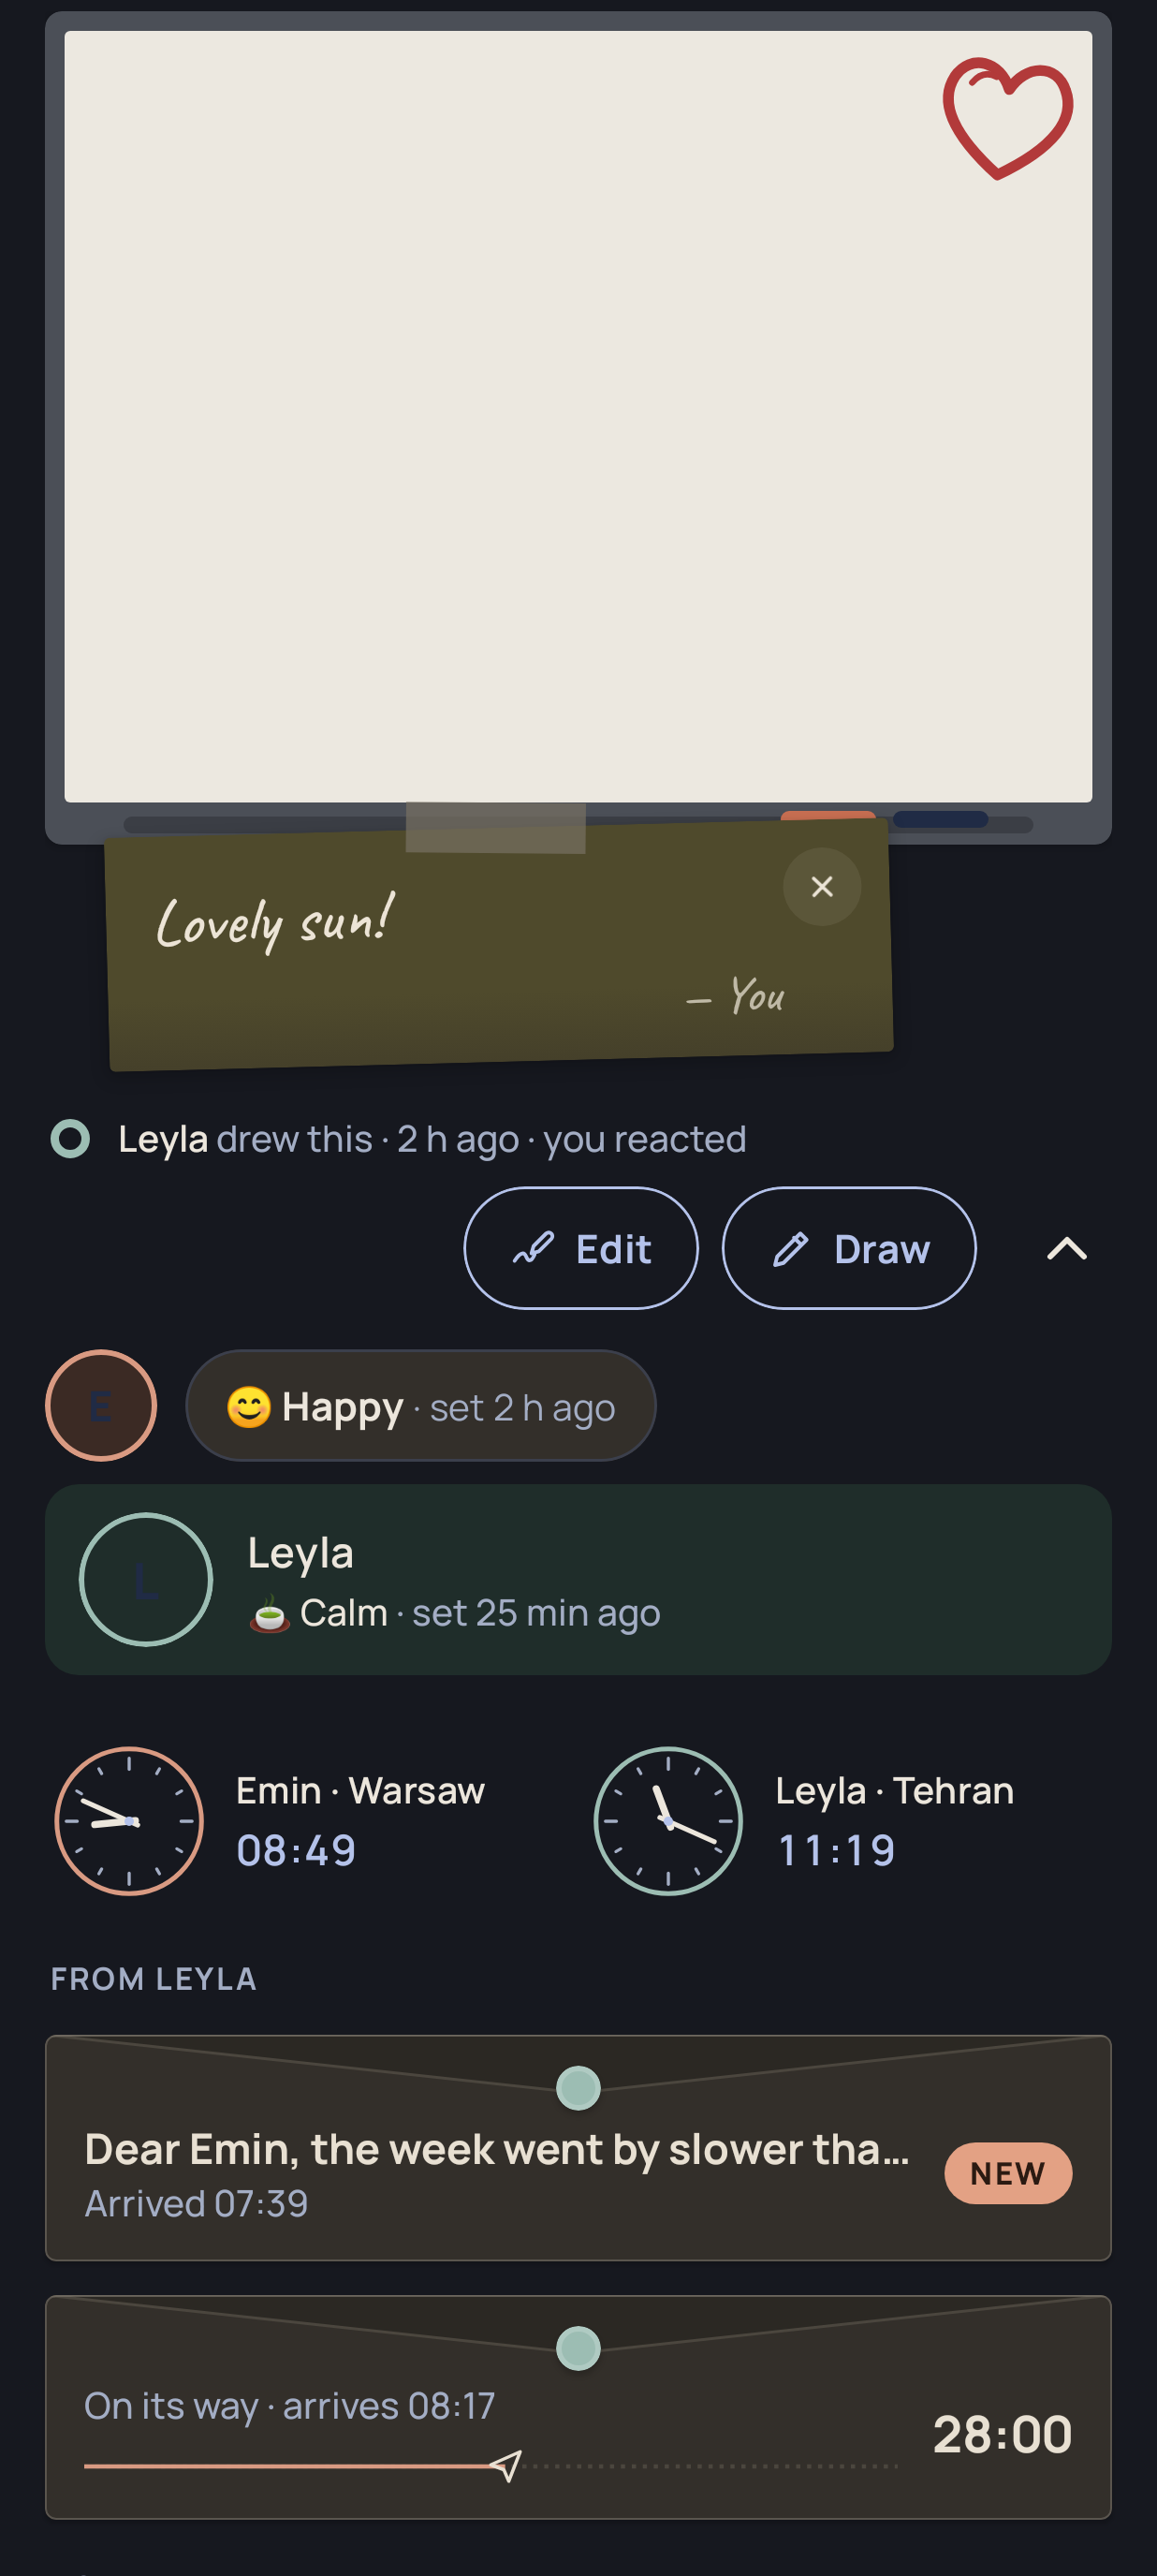 Lovely sun!
– You
Leyla drew this · 2 h ago · you reacted
Edit
Draw
E
😊 Happy · set 2 h ago
L
Leyla
🍵 Calm · set 25 min ago
Emin · Warsaw
08:49
Leyla · Tehran
11:19
FROM LEYLA
Dear Emin, the week went by slower tha...
NEW
Arrived 07:39
On its way · arrives 08:17
28:00